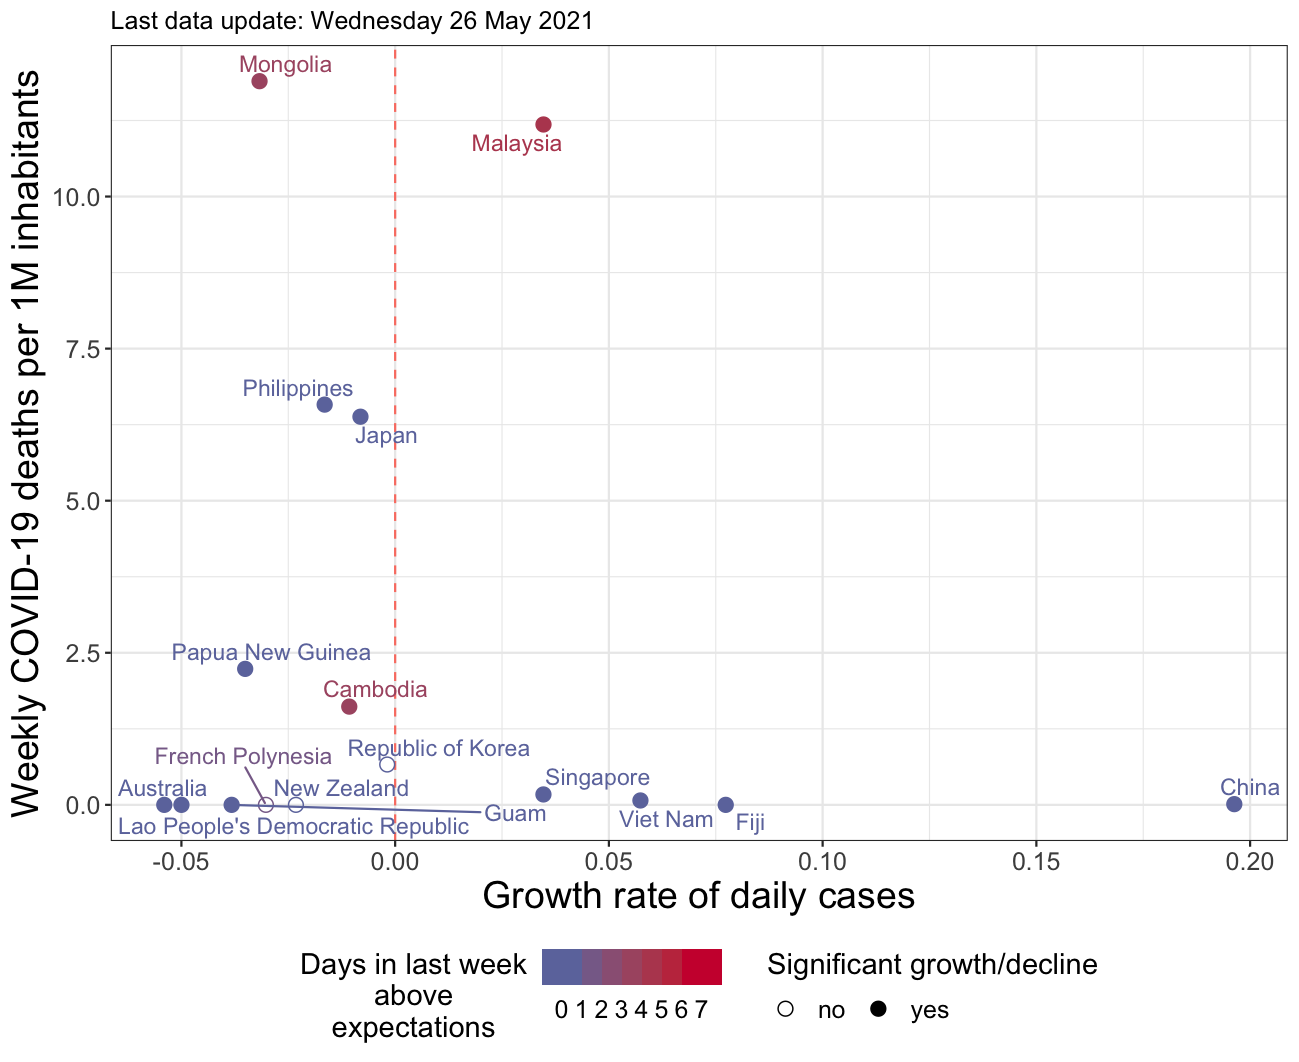 Last data update: Wednesday 26 May 2021
Weekly COVID-19 deaths per 1M inhabitants
10.0
7.5
5.0
2.5
0.0
Mongolia
Malaysia
Philippines
Japan
Papua New Guinea
Cambodia
Republic of Korea
French Polynesia
Singapore
Australia
New Zealand
China
Guam
Viet Nam
Fiji
Lao People's Democratic Republic
-0.05
0.00
0.05
0.10
0.15
0.20
Growth rate of daily cases
Days in last week
above
expectations
0 1 2 3 4 5 6 7
Significant growth/decline
no
yes